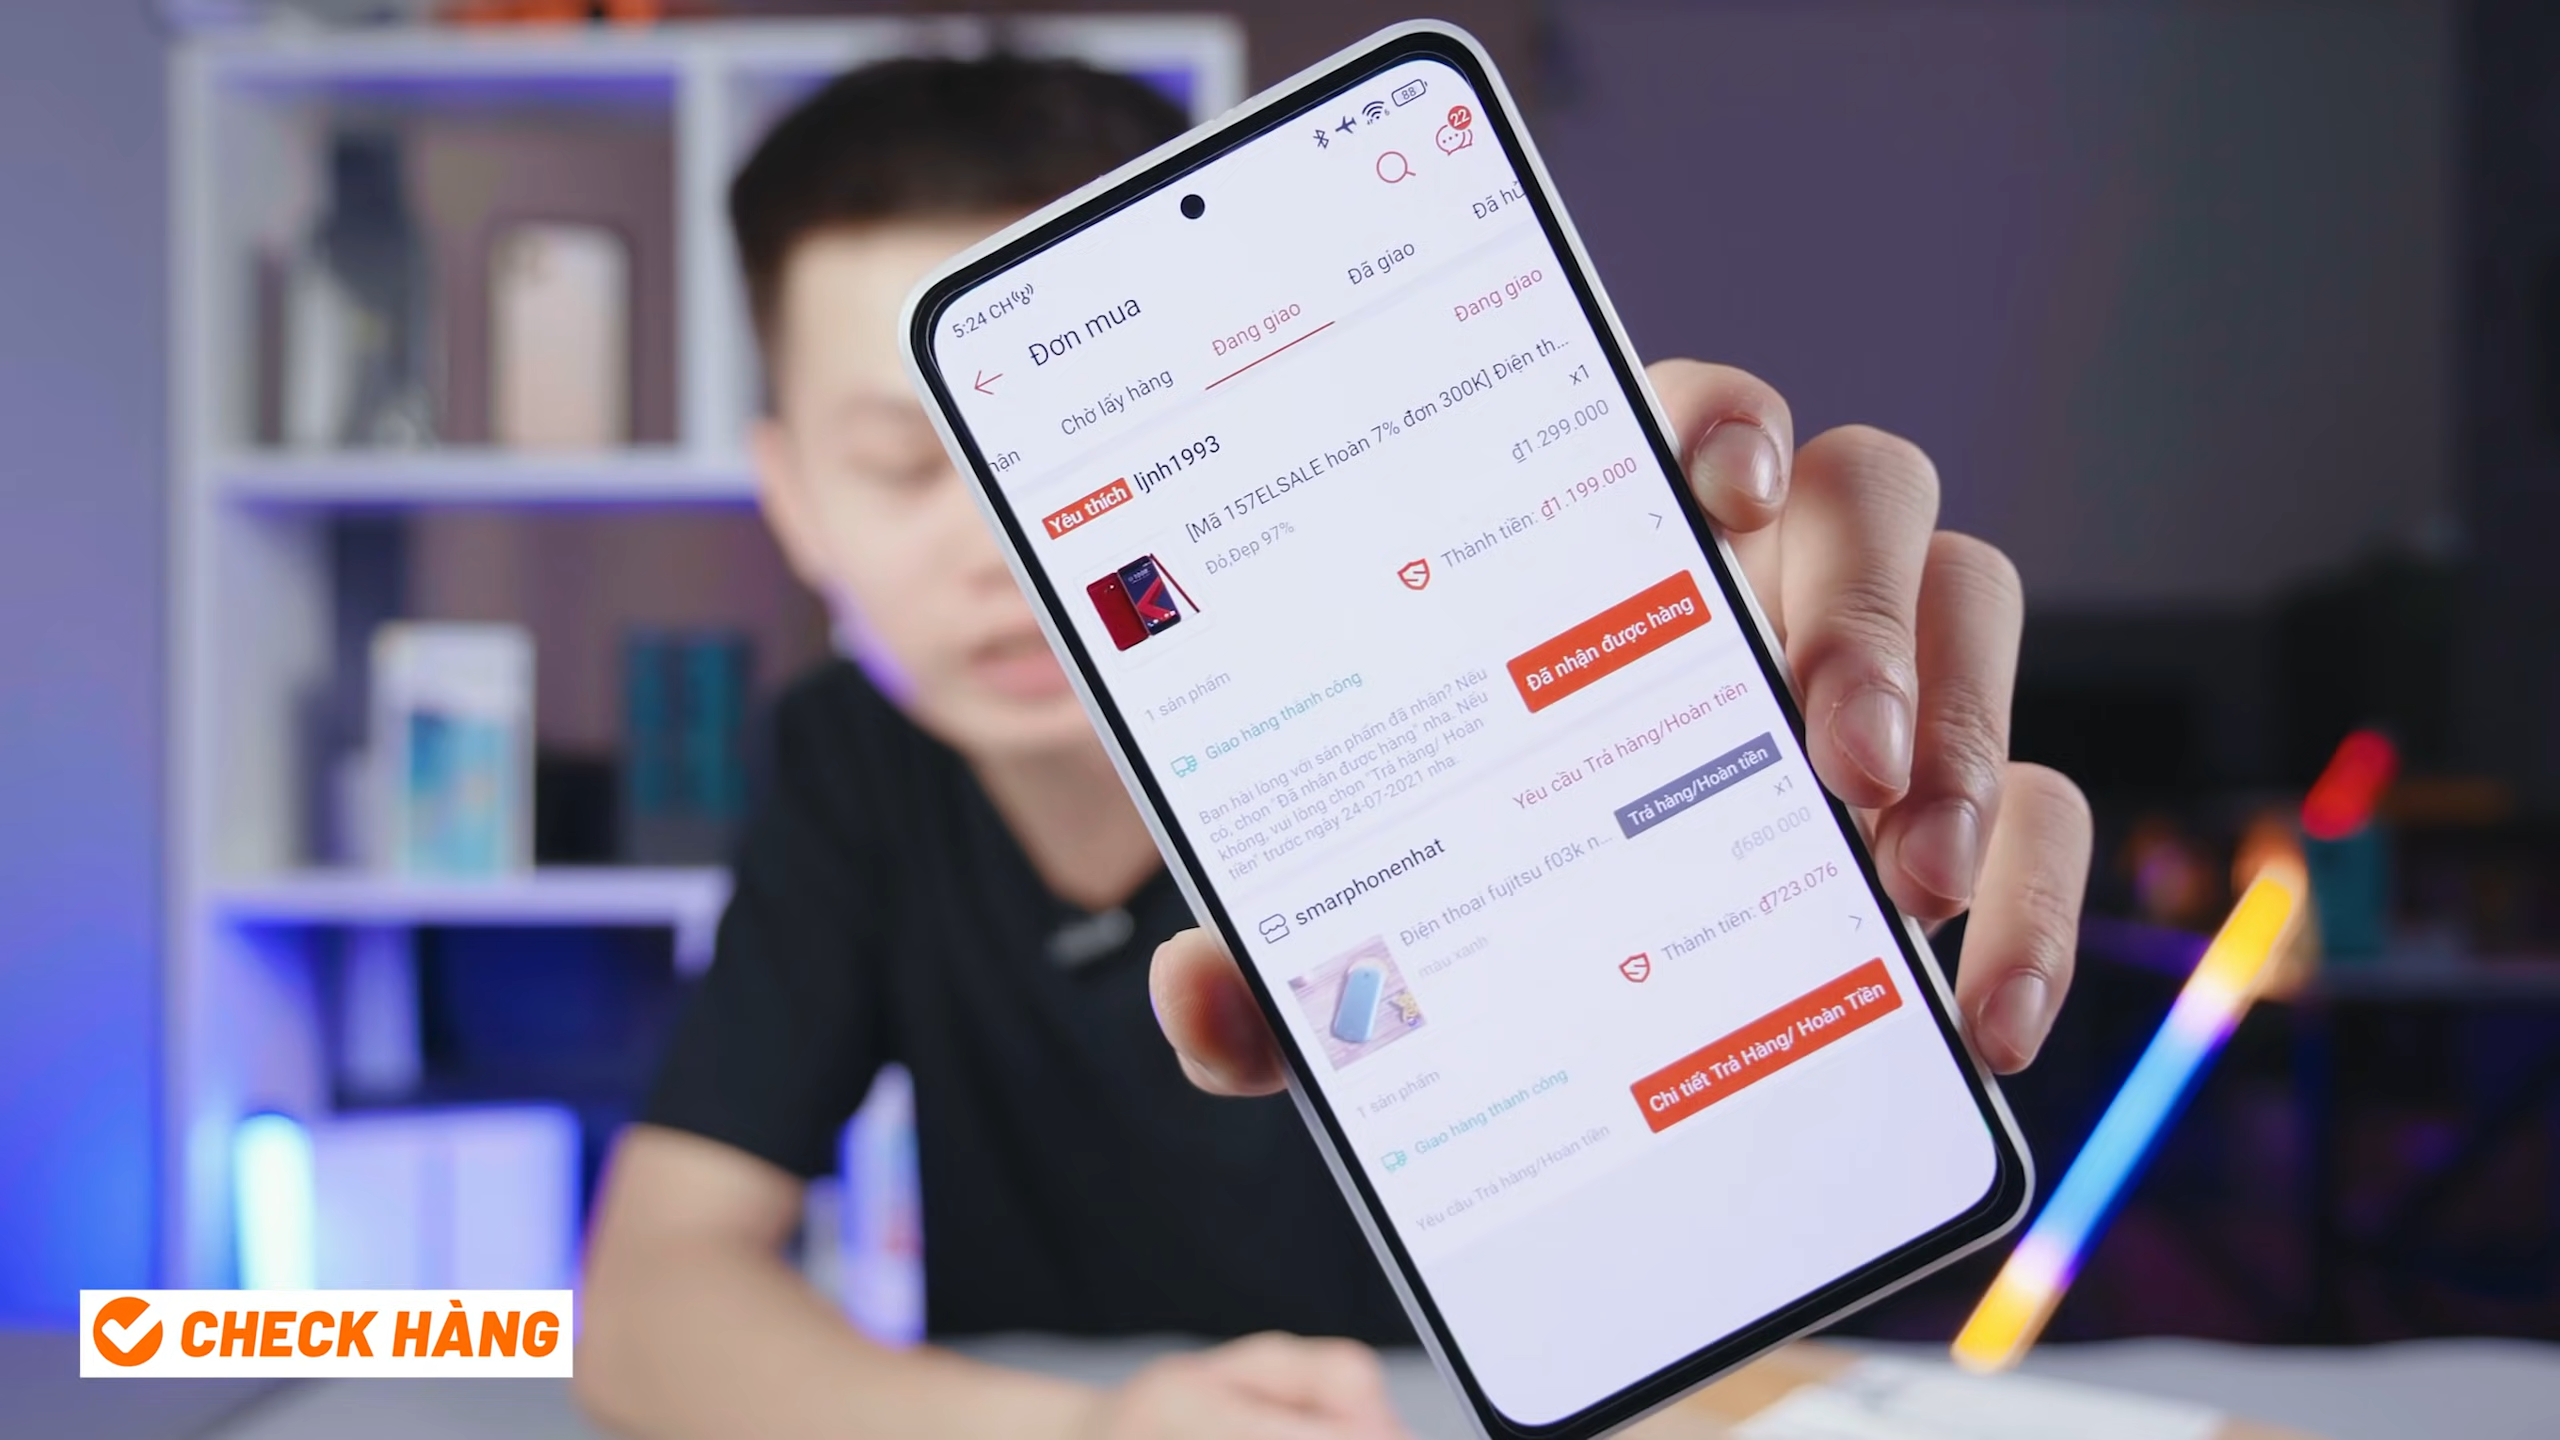 5:24 CH
88
22
Đơn mua
hận
Chờ lấy hàng
Đang giao
Đã giao
Đã hủ
Yêu thích
ljnh1993
Đang giao
[Mã 157ELSALE hoàn 7% đơn 300K] Điện th...
Đỏ,Đẹp 97%
x1
₫1.299.000
Thành tiền: ₫1.199.000
1 sản phẩm
Giao hàng thành công
Bạn hài lòng với sản phẩm đã nhận? Nếu
có, chọn "Đã nhận được hàng" nha. Nếu
không, vui lòng chọn "Trả hàng/ Hoàn
tiền" trước ngày 24-07-2021 nha.
Đã nhận được hàng
smarphonenhat
Yêu cầu Trả hàng/Hoàn tiền
Điện thoại fujitsu f03k n...
Trả hàng/Hoàn tiền
màu xanh
x1
₫680.000
Thành tiền: ₫723.076
1 sản phẩm
Giao hàng thành công
Yêu cầu Trả hàng/Hoàn tiền
Chi tiết Trả Hàng/ Hoàn Tiền
CHECK HÀNG